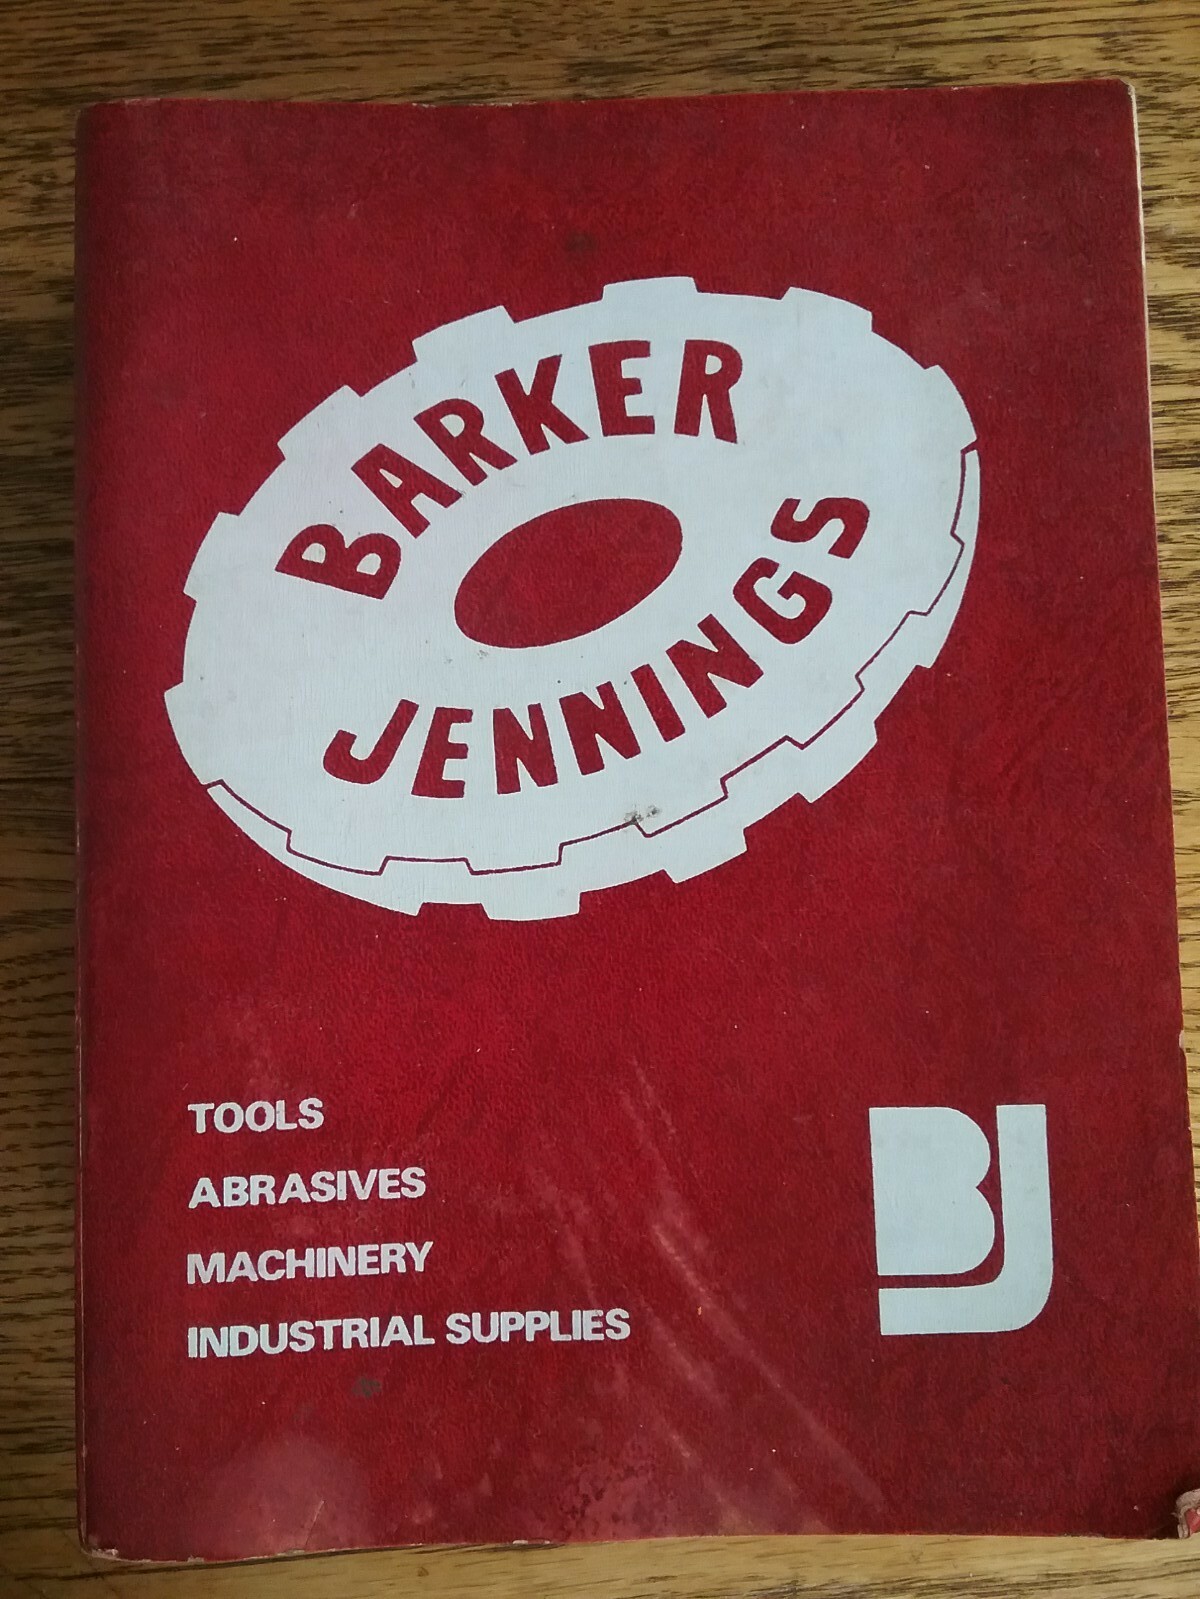 BARKER
JENNINGS
TOOLS
ABRASIVES
MACHINERY
INDUSTRIAL SUPPLIES
BJ